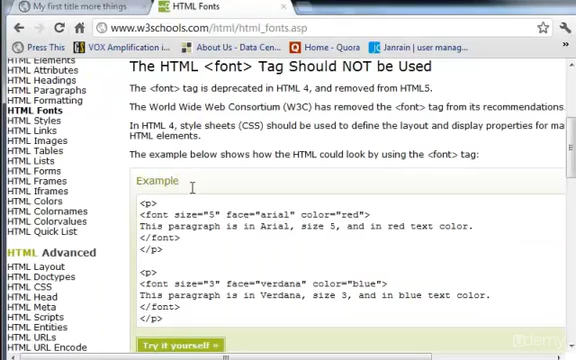 My first title more things
HTML Fonts
www.w3schools.com/html/html_fonts.asp
Press This
VOX Amplification i...
About Us - Data Cen...
Home - Quora
Janrain | user manag...
HTML Elements
HTML Attributes
HTML Headings
HTML Paragraphs
HTML Formatting
HTML Fonts
HTML Styles
HTML Links
HTML Images
HTML Tables
HTML Lists
HTML Forms
HTML Frames
HTML Iframes
HTML Colors
HTML Colornames
HTML Colorvalues
HTML Quick List
HTML Advanced
HTML Layout
HTML Doctypes
HTML CSS
HTML Head
HTML Meta
HTML Scripts
HTML Entities
HTML URLs
HTML URL Encode
The HTML <font> Tag Should NOT be Used
The <font> tag is deprecated in HTML 4, and removed from HTML5.
The World Wide Web Consortium (W3C) has removed the <font> tag from its recommendations.
In HTML 4, style sheets (CSS) should be used to define the layout and display properties for ma
HTML elements.
The example below shows how the HTML could look by using the <font> tag:
Example
<p>
<font size="5" face="arial" color="red">
This paragraph is in Arial, size 5, and in red text color.
</font>
</p>
<p>
<font size="3" face="verdana" color="blue">
This paragraph is in Verdana, size 3, and in blue text color.
</font>
</p>
Try it yourself »
udemy